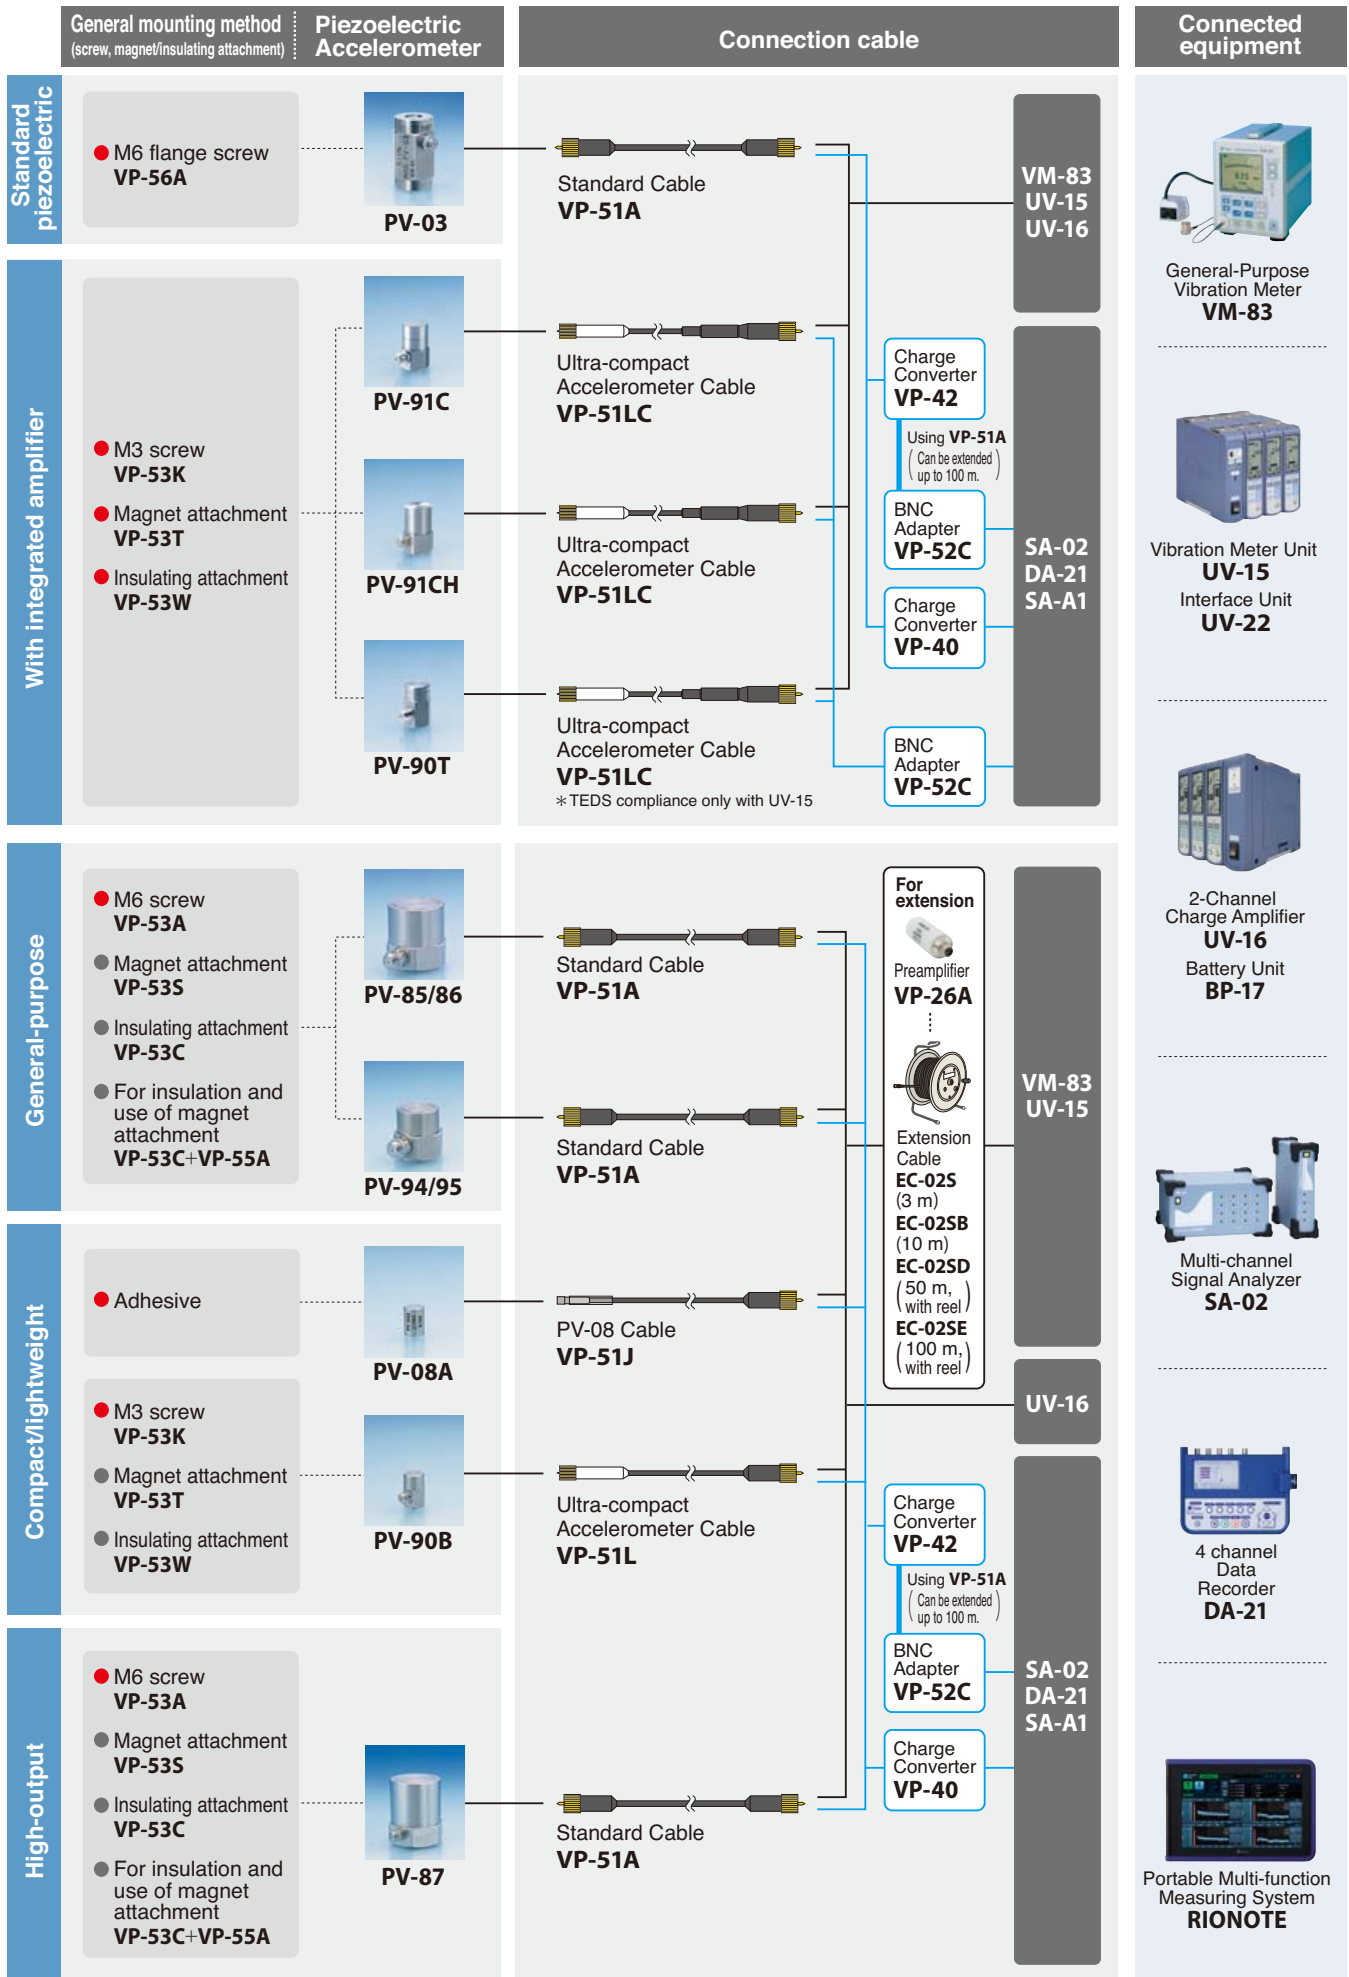 General mounting method
(screw, magnet/insulating attachment)
Piezoelectric
Accelerometer
Connection cable
Connected
equipment
Standard
piezoelectric
M6 flange screw
VP-56A
PV-03
Standard Cable
VP-51A
VM-83
UV-15
UV-16
With integrated amplifier
M3 screw
VP-53K
Magnet attachment
VP-53T
Insulating attachment
VP-53W
PV-91C
PV-91CH
PV-90T
Ultra-compact
Accelerometer Cable
VP-51LC
Ultra-compact
Accelerometer Cable
VP-51LC
Ultra-compact
Accelerometer Cable
VP-51LC
＊TEDS compliance only with UV-15
Charge
Converter
VP-42
Using VP-51A
(Can be extended
up to 100 m.)
BNC
Adapter
VP-52C
Charge
Converter
VP-40
BNC
Adapter
VP-52C
SA-02
DA-21
SA-A1
General-purpose
M6 screw
VP-53A
Magnet attachment
VP-53S
Insulating attachment
VP-53C
For insulation and
use of magnet
attachment
VP-53C+VP-55A
PV-85/86
PV-94/95
Standard Cable
VP-51A
Standard Cable
VP-51A
For
extension
Preamplifier
VP-26A
Extension
Cable
EC-02S
(3 m)
EC-02SB
(10 m)
EC-02SD
(50 m,
with reel)
EC-02SE
(100 m,
with reel)
VM-83
UV-15
Compact/lightweight
Adhesive
PV-08A
PV-08 Cable
VP-51J
M3 screw
VP-53K
Magnet attachment
VP-53T
Insulating attachment
VP-53W
PV-90B
Ultra-compact
Accelerometer Cable
VP-51L
UV-16
Charge
Converter
VP-42
Using VP-51A
(Can be extended
up to 100 m.)
BNC
Adapter
VP-52C
Charge
Converter
VP-40
SA-02
DA-21
SA-A1
High-output
M6 screw
VP-53A
Magnet attachment
VP-53S
Insulating attachment
VP-53C
For insulation and
use of magnet
attachment
VP-53C+VP-55A
PV-87
Standard Cable
VP-51A
General-Purpose
Vibration Meter
VM-83
Vibration Meter Unit
UV-15
Interface Unit
UV-22
2-Channel
Charge Amplifier
UV-16
Battery Unit
BP-17
Multi-channel
Signal Analyzer
SA-02
4 channel
Data
Recorder
DA-21
Portable Multi-function
Measuring System
RIONOTE